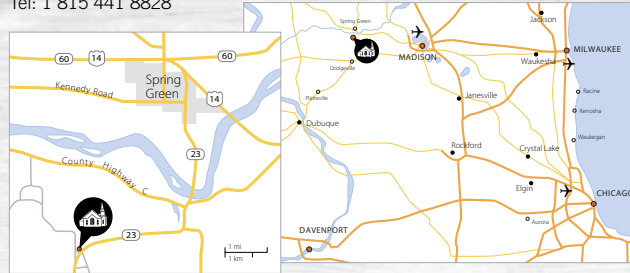 Tel: 1 815 441 8828
60
14
60
Spring
Green
Kennedy Road
14
23
County Highway C
23
1 mi
1 km
Spring Green
Dodgeville
Platteville
Dubuque
DAVENPORT
MADISON
Janesville
Rockford
Jackson
MILWAUKEE
Waukesha
Racine
Kenosha
Waukergan
Crystal Lake
Elgin
CHICAGO
Aurora